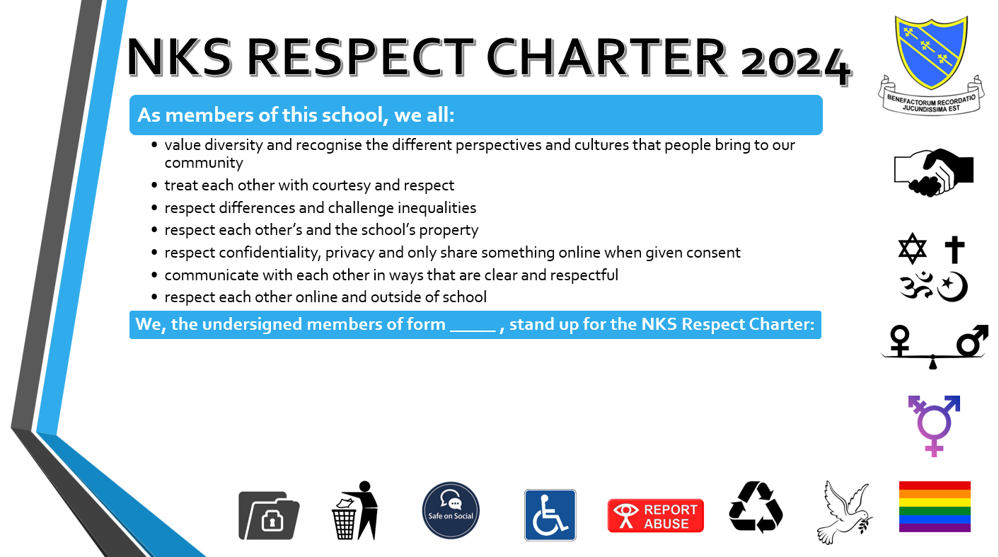 NKS RESPECT CHARTER 2024
BENEFACTORUM RECORDATIO
JUCUNDISSIMA EST
As members of this school, we all:
• value diversity and recognise the different perspectives and cultures that people bring to our
community
• treat each other with courtesy and respect
• respect differences and challenge inequalities
• respect each other’s and the school’s property
• respect confidentiality, privacy and only share something online when given consent
• communicate with each other in ways that are clear and respectful
• respect each other online and outside of school
We, the undersigned members of form _____ , stand up for the NKS Respect Charter:
Safe on Social
REPORT
ABUSE